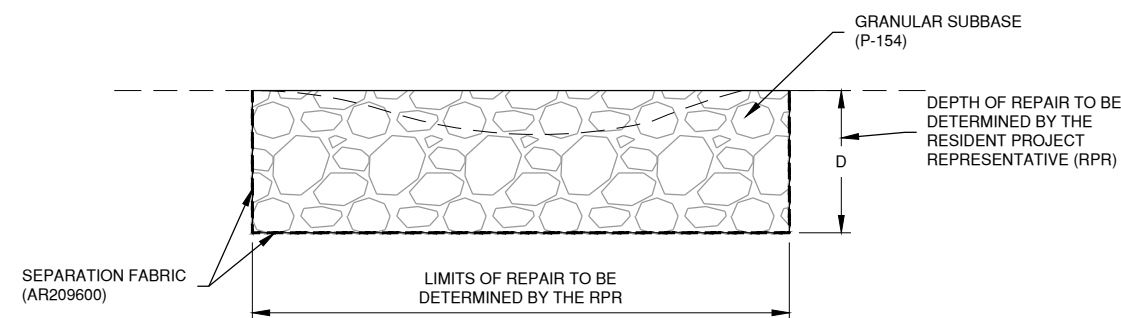 GRANULAR SUBBASE
(P-154)
DEPTH OF REPAIR TO BE
DETERMINED BY THE
RESIDENT PROJECT
REPRESENTATIVE (RPR)
D
SEPARATION FABRIC
(AR209600)
LIMITS OF REPAIR TO BE
DETERMINED BY THE RPR